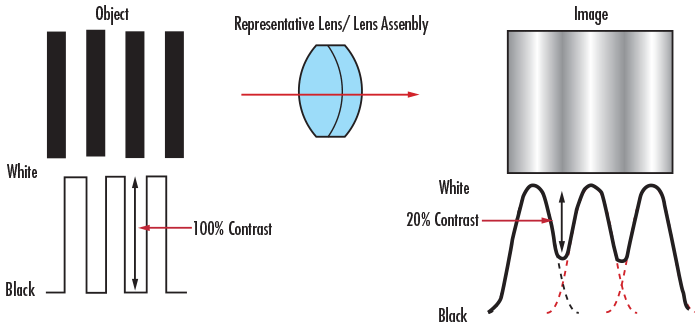 Object
Representative Lens/ Lens Assembly
Image
White
100% Contrast
Black
White
20% Contrast
Black